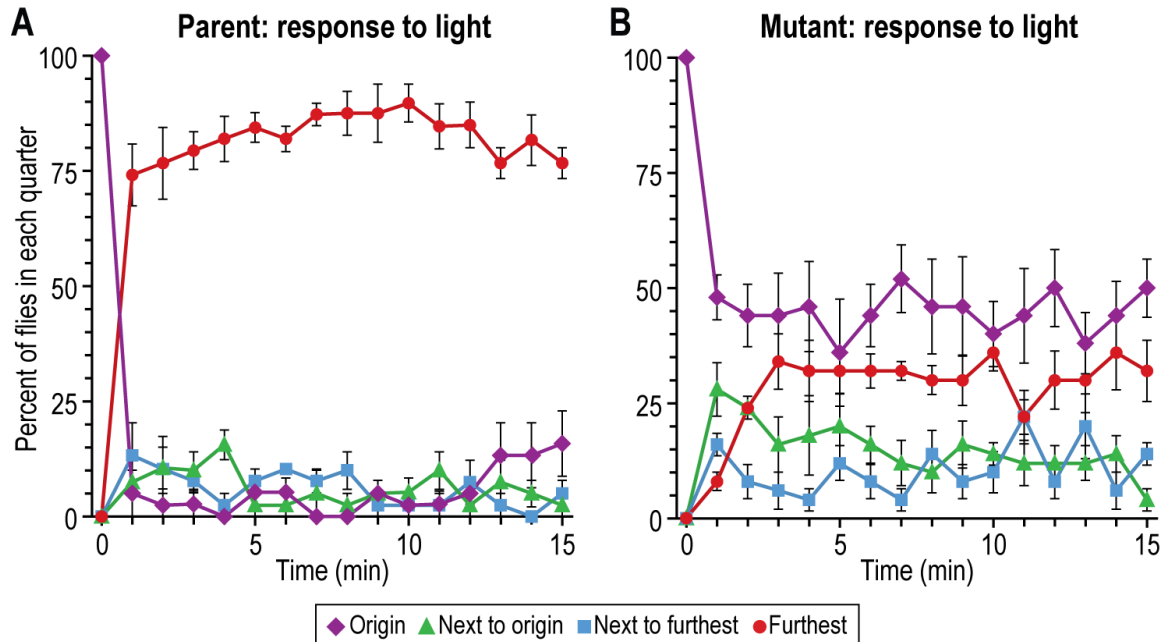 A Parent: response to light
Percent of flies in each quarter
100
75
50
25
0
0 5 10 15
Time (min)
B Mutant: response to light
100
75
50
25
0
0 5 10 15
Time (min)
Origin Next to origin Next to furthest Furthest